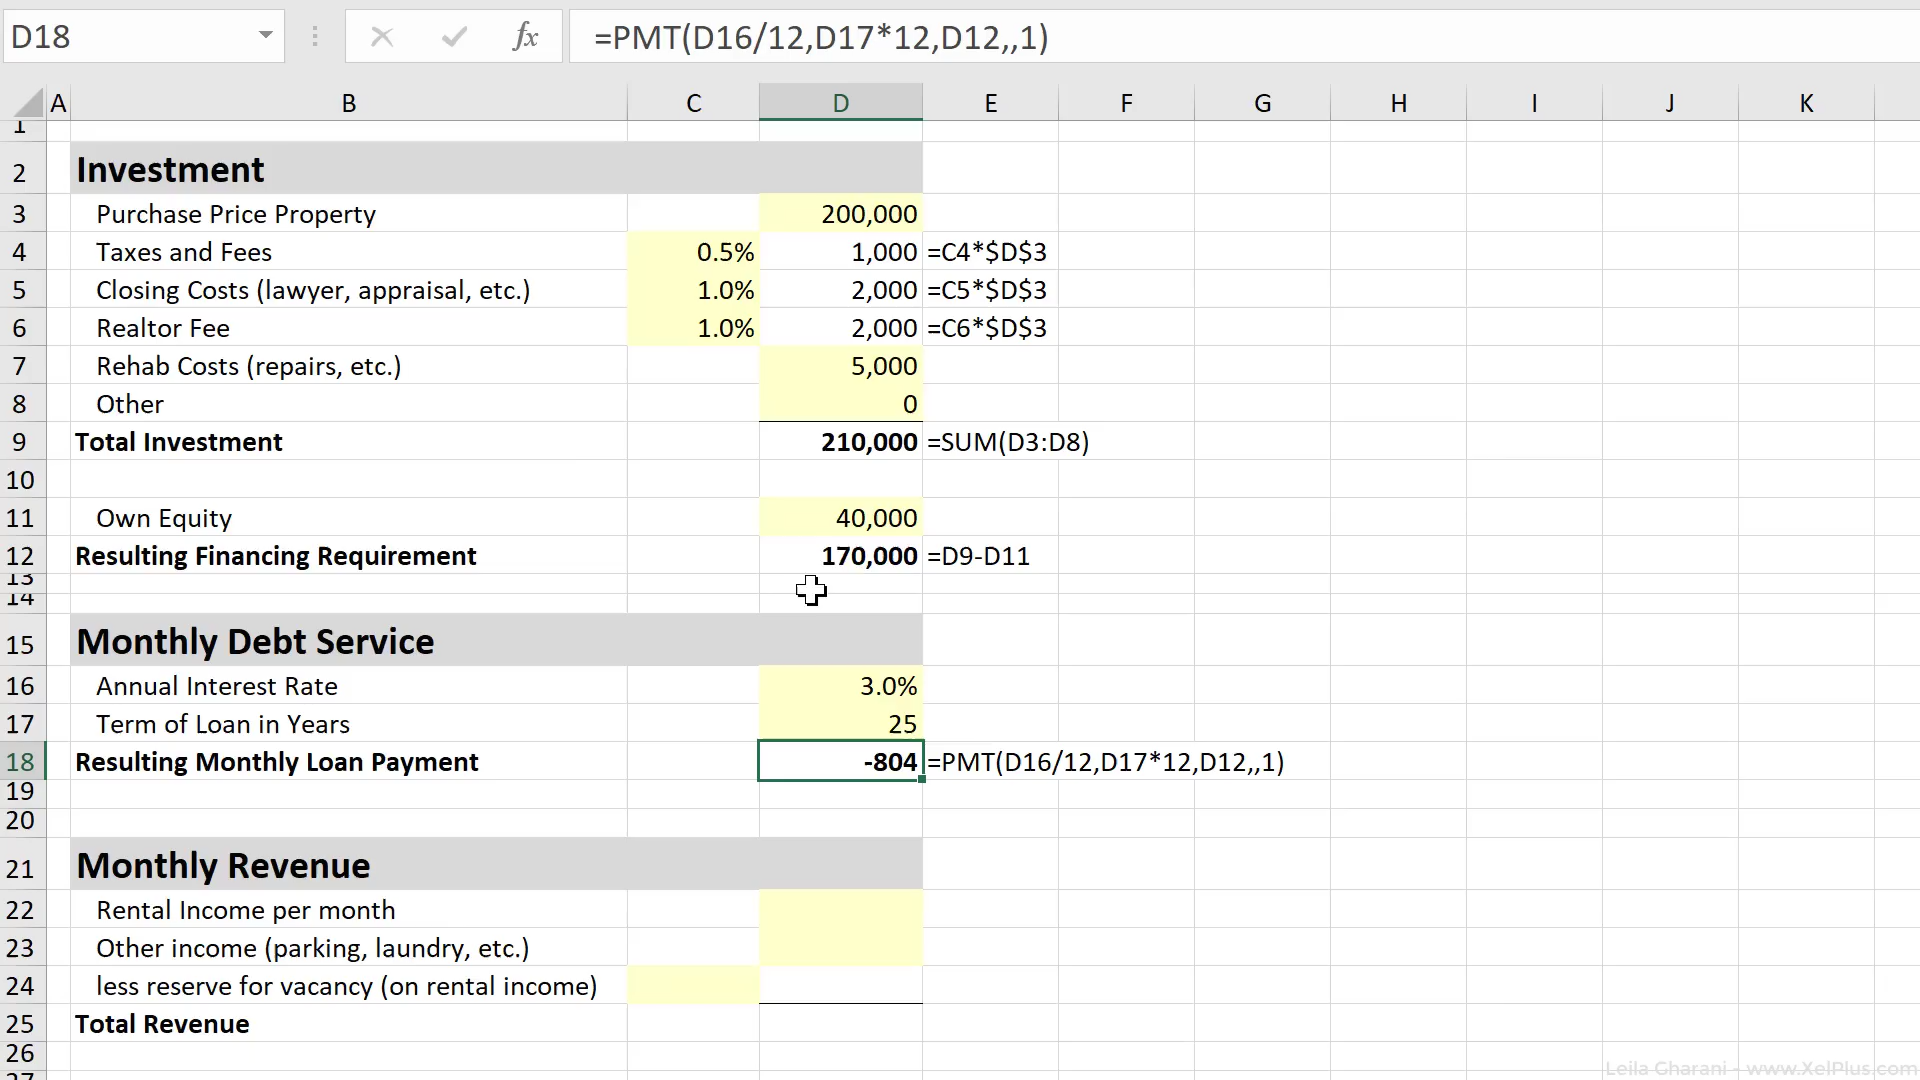 D18 fx =PMT(D16/12,D17*12,D12,,1)
A B C D E F G H I J K
1
2 Investment
3 Purchase Price Property 200,000
4 Taxes and Fees 0.5% 1,000 =C4*$D$3
5 Closing Costs (lawyer, appraisal, etc.) 1.0% 2,000 =C5*$D$3
6 Realtor Fee 1.0% 2,000 =C6*$D$3
7 Rehab Costs (repairs, etc.) 5,000
8 Other 0
9 Total Investment 210,000 =SUM(D3:D8)
10
11 Own Equity 40,000
12 Resulting Financing Requirement 170,000 =D9-D11
13
14
15 Monthly Debt Service
16 Annual Interest Rate 3.0%
17 Term of Loan in Years 25
18 Resulting Monthly Loan Payment -804 =PMT(D16/12,D17*12,D12,,1)
19
20
21 Monthly Revenue
22 Rental Income per month
23 Other income (parking, laundry, etc.)
24 less reserve for vacancy (on rental income)
25 Total Revenue
26
27
Leila Gharani - www.XelPlus.com